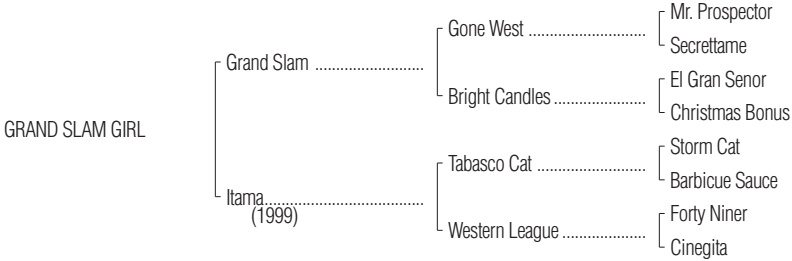 Mr. Prospector
Gone West ............................
Secrettame
Grand Slam ..........................
El Gran Senor
Bright Candles ......................
Christmas Bonus
GRAND SLAM GIRL
Storm Cat
Tabasco Cat ..........................
Barbicue Sauce
Itama......................................
(1999)
Forty Niner
Western League ....................
Cinegita